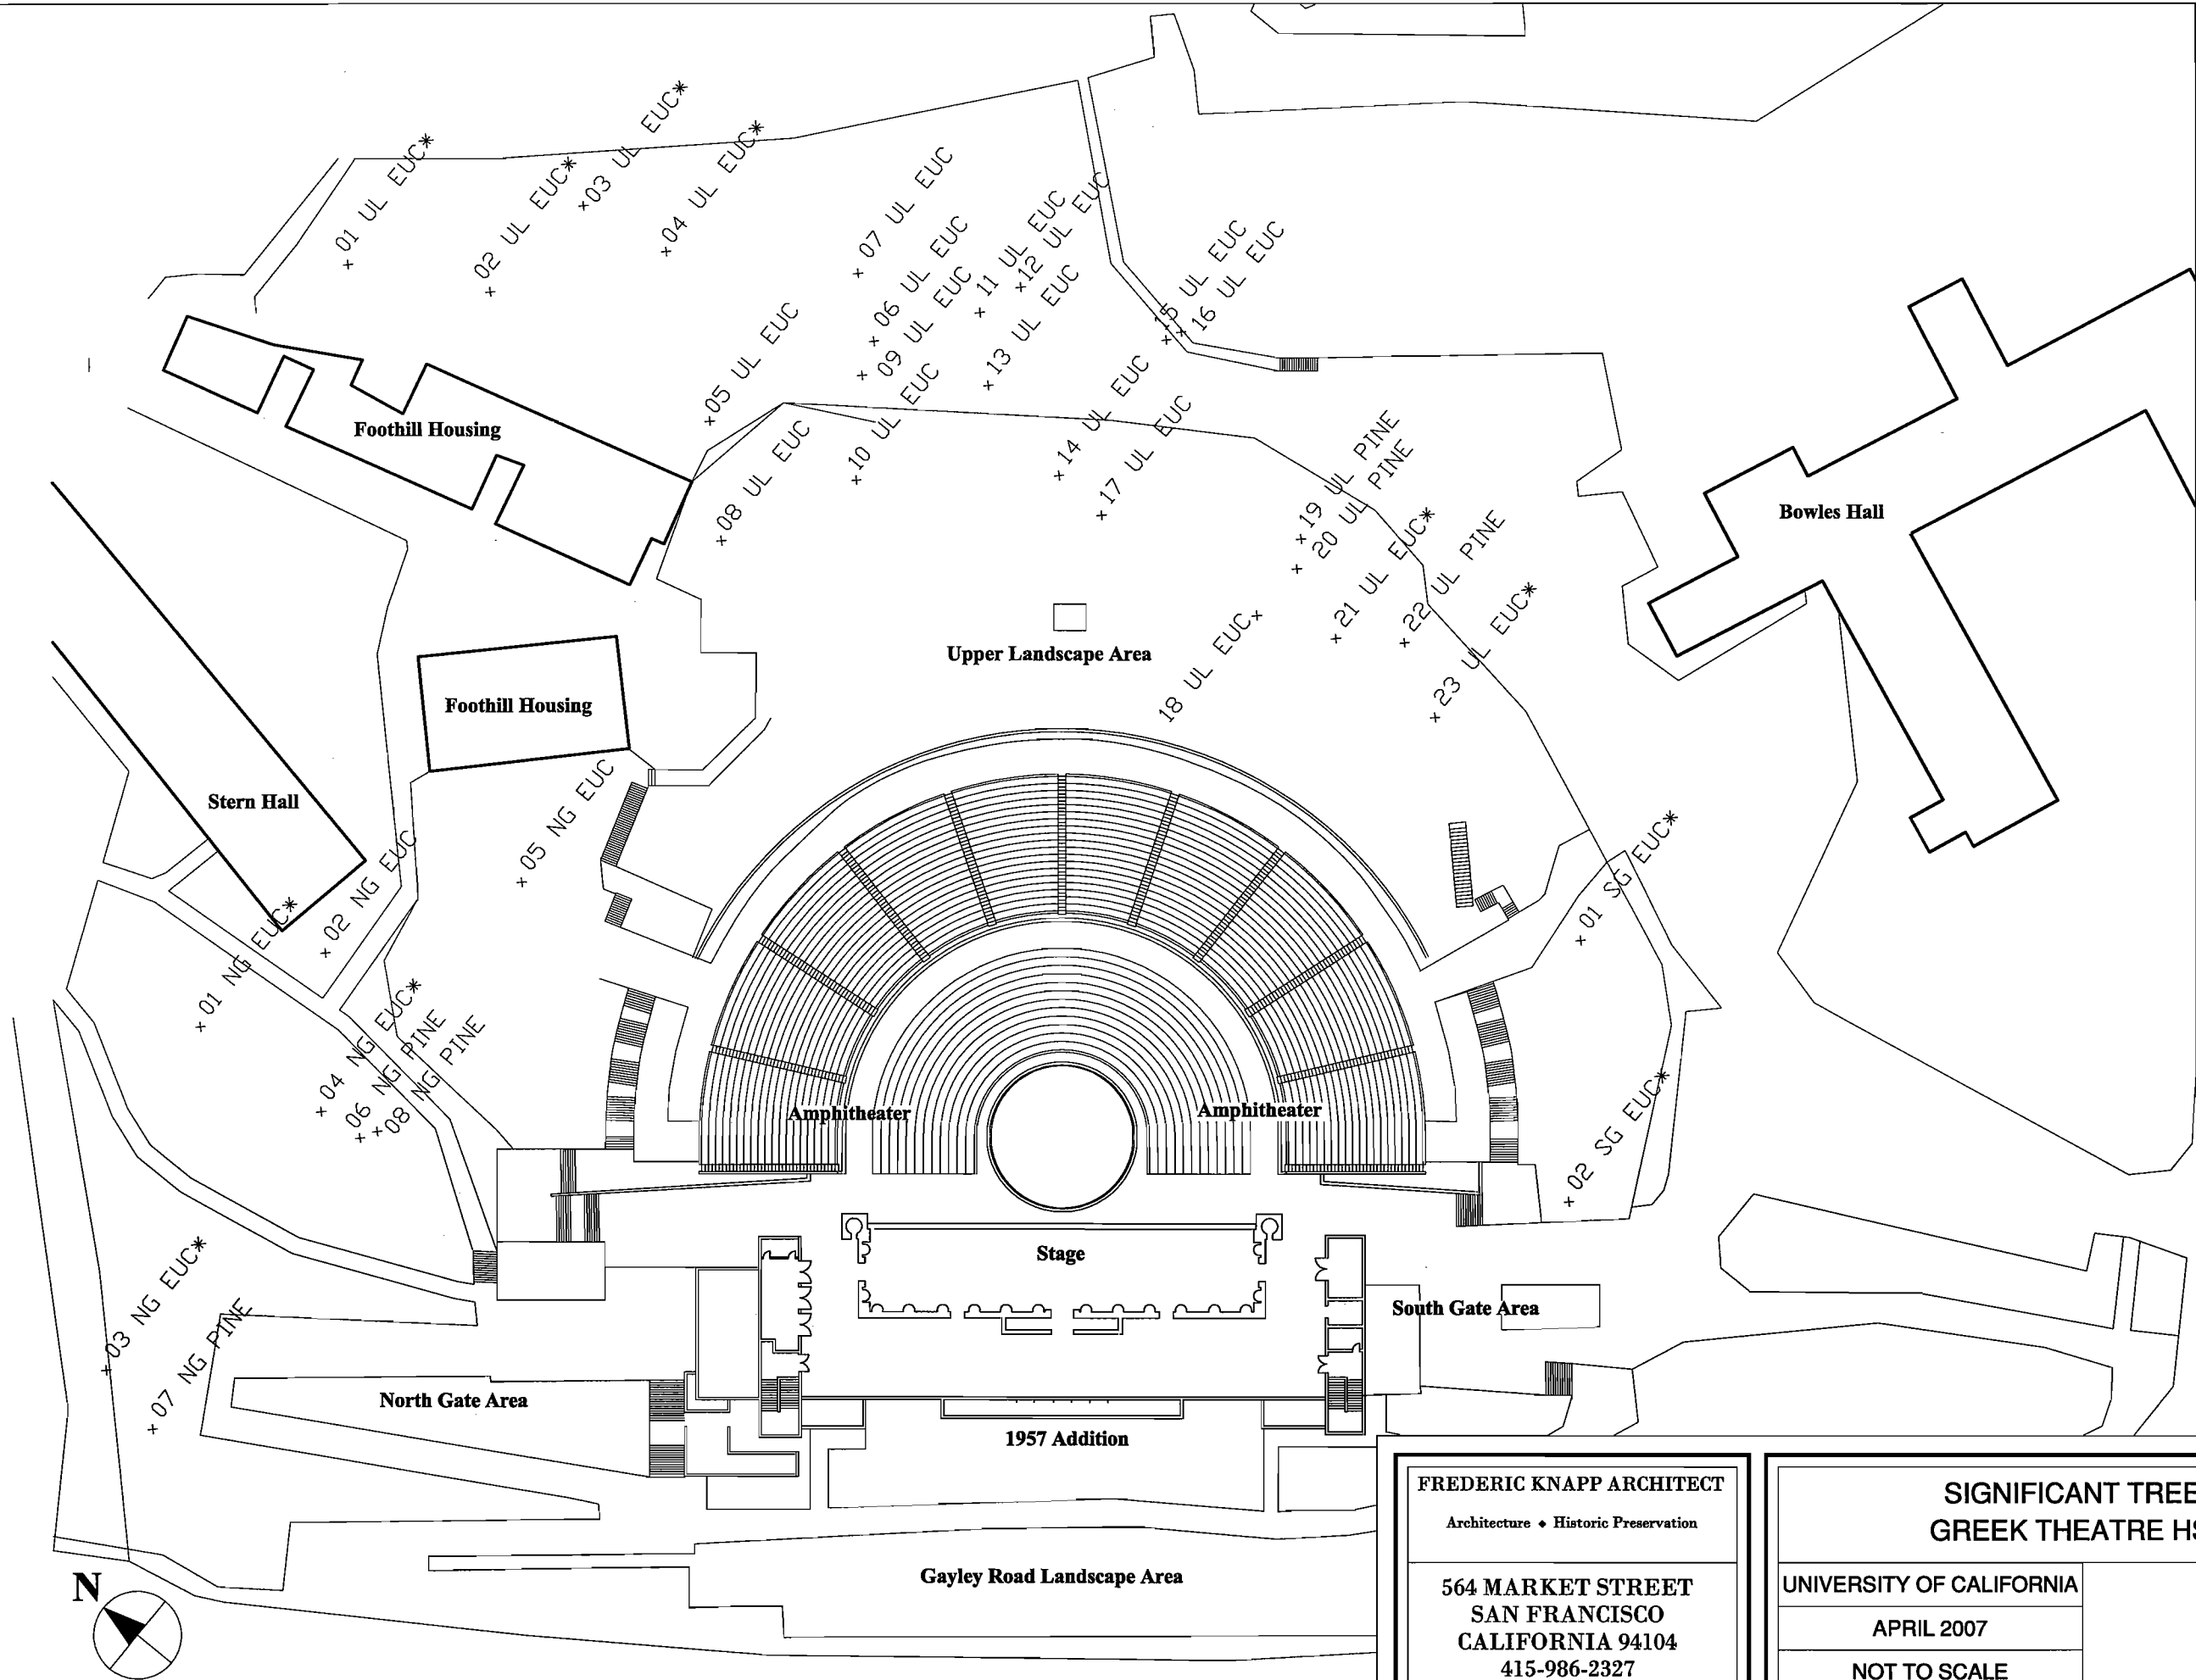 01 UL EUC*
02 UL EUC*
03 UL EUC*
04 UL EUC*
07 UL EUC
06 UL EUC
11 UL EUC
12 UL EUC
09 UL EUC
13 UL EUC
15 UL EUC
16 UL EUC
05 UL EUC
10 UL EUC
08 UL EUC
14 UL EUC
17 UL EUC
19 UL PINE
20 UL PINE
21 UL EUC*
22 UL PINE
23 UL EUC*
18 UL EUC
Foothill Housing
Bowles Hall
Upper Landscape Area
Foothill Housing
Stern Hall
05 NG EUC
02 NG EUC
01 NG EUC*
04 NG EUC*
06 NG PINE
08 NG PINE
01 SG EUC*
02 SG EUC*
Amphitheater
Amphitheater
Stage
03 NG EUC*
07 NG PINE
South Gate Area
North Gate Area
1957 Addition
Gayley Road Landscape Area
N
FREDERIC KNAPP ARCHITECT
Architecture ♦ Historic Preservation
564 MARKET STREET
SAN FRANCISCO
CALIFORNIA 94104
415-986-2327
SIGNIFICANT TREE
GREEK THEATRE HS
UNIVERSITY OF CALIFORNIA
APRIL 2007
NOT TO SCALE